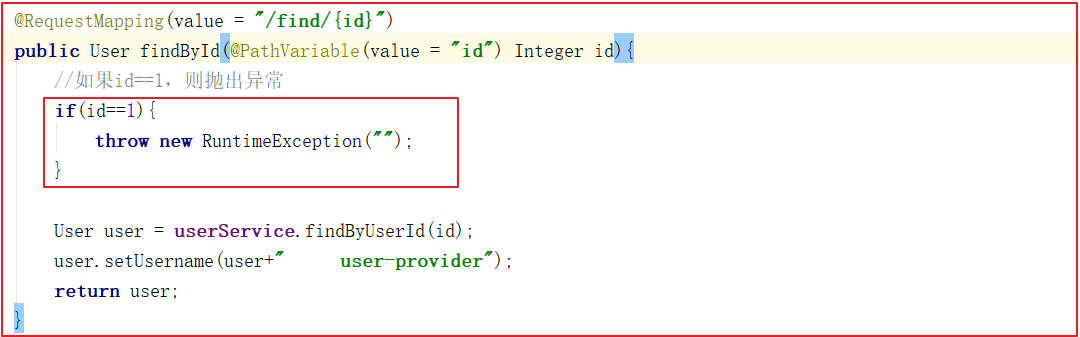 @RequestMapping(value = "/find/{id}")
public User findById(@PathVariable(value = "id") Integer id){
    //如果id==1，则抛出异常
    if(id==1){
        throw new RuntimeException("");
    }
    User user = userService.findByUserId(id);
    user.setUsername(user+"     user-provider");
    return user;
}